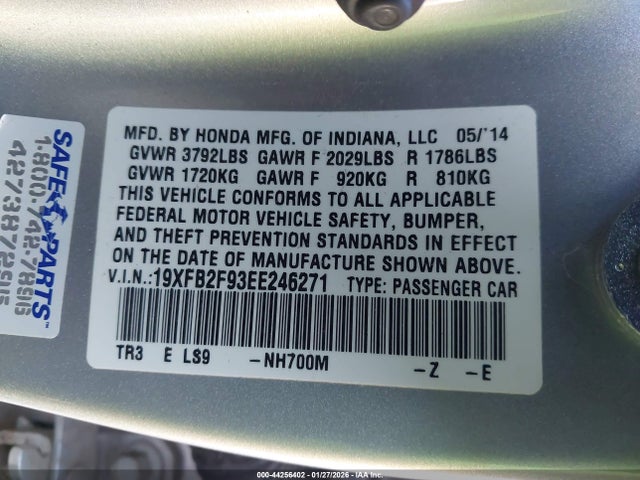 MFD. BY HONDA MFG. OF INDIANA, LLC 05/'14
GVWR 3792LBS GAWR F 2029LBS R 1786LBS
GVWR 1720KG GAWR F 920KG R 810KG
THIS VEHICLE CONFORMS TO ALL APPLICABLE
FEDERAL MOTOR VEHICLE SAFETY, BUMPER,
AND THEFT PREVENTION STANDARDS IN EFFECT
ON THE DATE OF MANUFACTURE SHOWN ABOVE.
V.I.N.:19XFB2F93EE246271 TYPE: PASSENGER CAR
TR3 E LS9 -NH700M -Z -E
SAFE PARTS™
000-44256402 - 01/27/2026 - IAA Holdings, LLC.